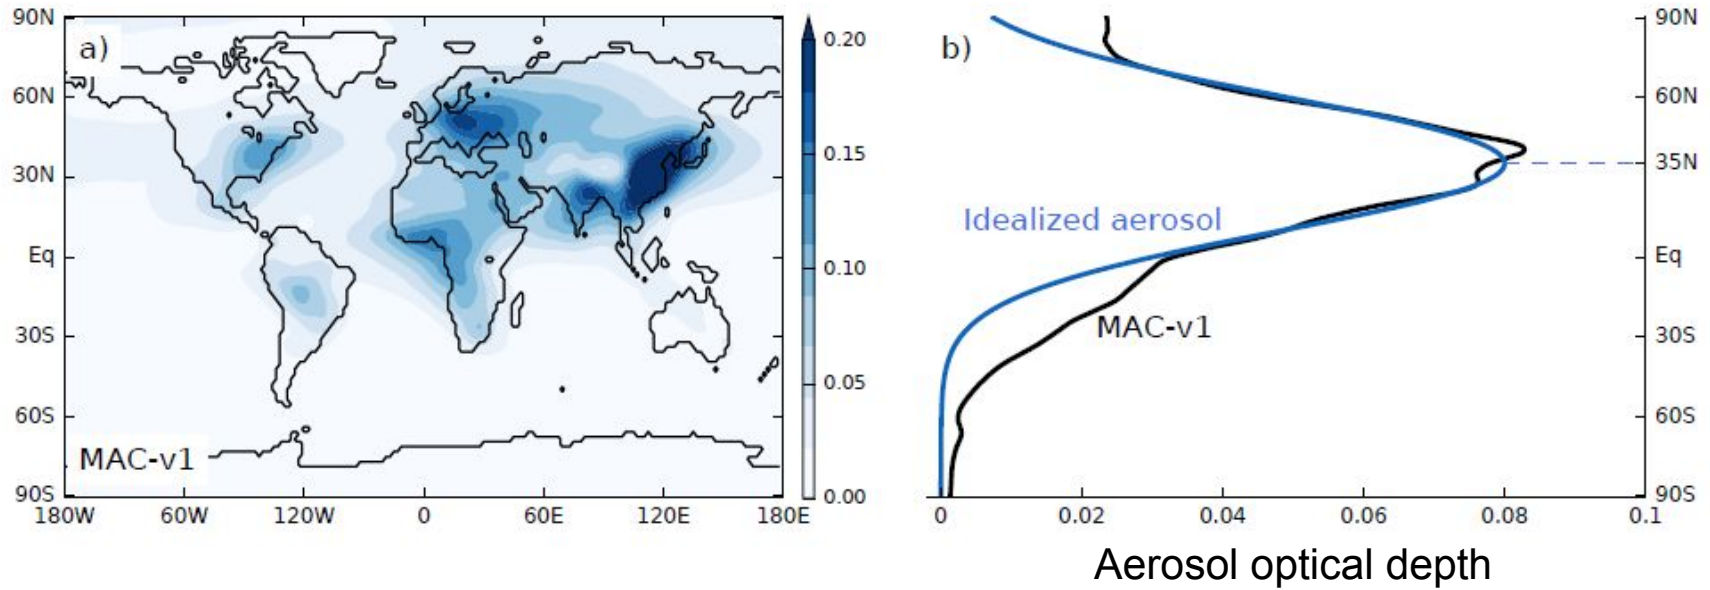 a)
90N
60N
30N
Eq
30S
60S
90S
MAC-v1
180W
60W
120W
0
60E
120E
180E
0.20
0.15
0.10
0.05
0.00
b)
90N
60N
35N
Idealized aerosol
Eq
MAC-v1
30S
60S
90S
0
0.02
0.04
0.06
0.08
0.1
Aerosol optical depth